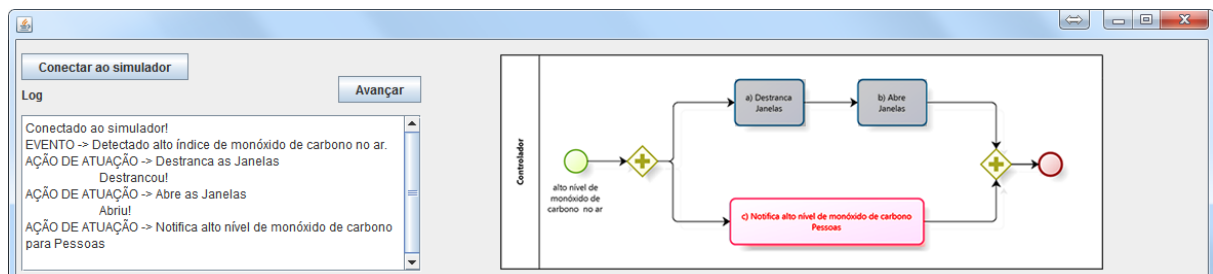 Conectar ao simulador
Log
Avançar
Conectado ao simulador!
EVENTO -> Detectado alto índice de monóxido de carbono no ar.
AÇÃO DE ATUAÇÃO -> Destranca as Janelas
Destrancou!
AÇÃO DE ATUAÇÃO -> Abre as Janelas
Abriu!
AÇÃO DE ATUAÇÃO -> Notifica alto nível de monóxido de carbono
para Pessoas
Controlador
alto nível de
monóxido de
carbono no ar
a) Destranca
Janelas
b) Abre
Janelas
c) Notifica alto nível de monóxido de carbono
Pessoas